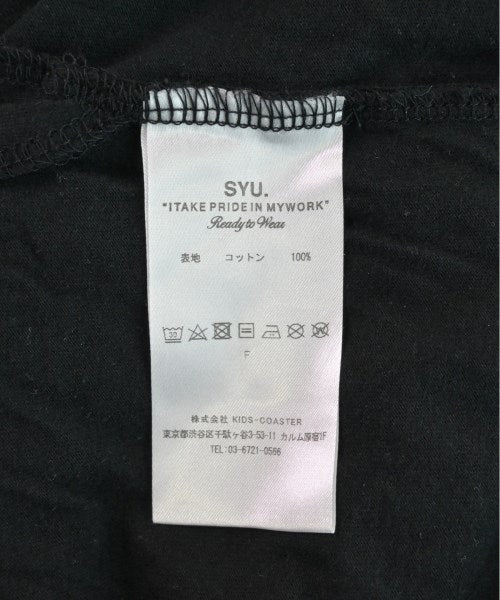 SYU.
"ITAKE PRIDE IN MYWORK"
Ready to Wear
表地 コットン 100%
30
F
株式会社 KIDS-COASTER
東京都渋谷区千駄ヶ谷3-53-11 カルム原宿1F
TEL:03-6721-0566